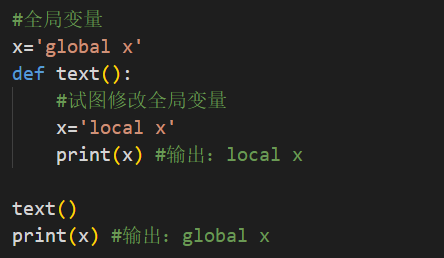 #全局变量
x='global x'
def text():
    #试图修改全局变量
    x='local x'
    print(x) #输出：local x

text()
print(x) #输出：global x